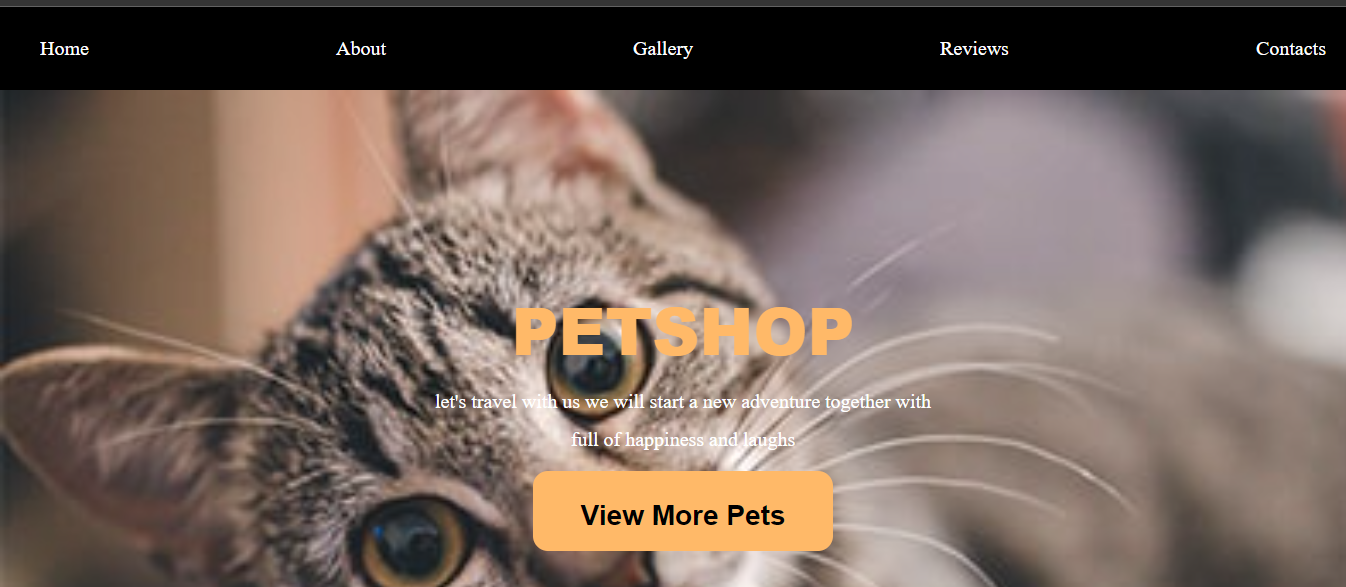 Home About Gallery Reviews Contacts
PETSHOP
let's travel with us we will start a new adventure together with
full of happiness and laughs
View More Pets